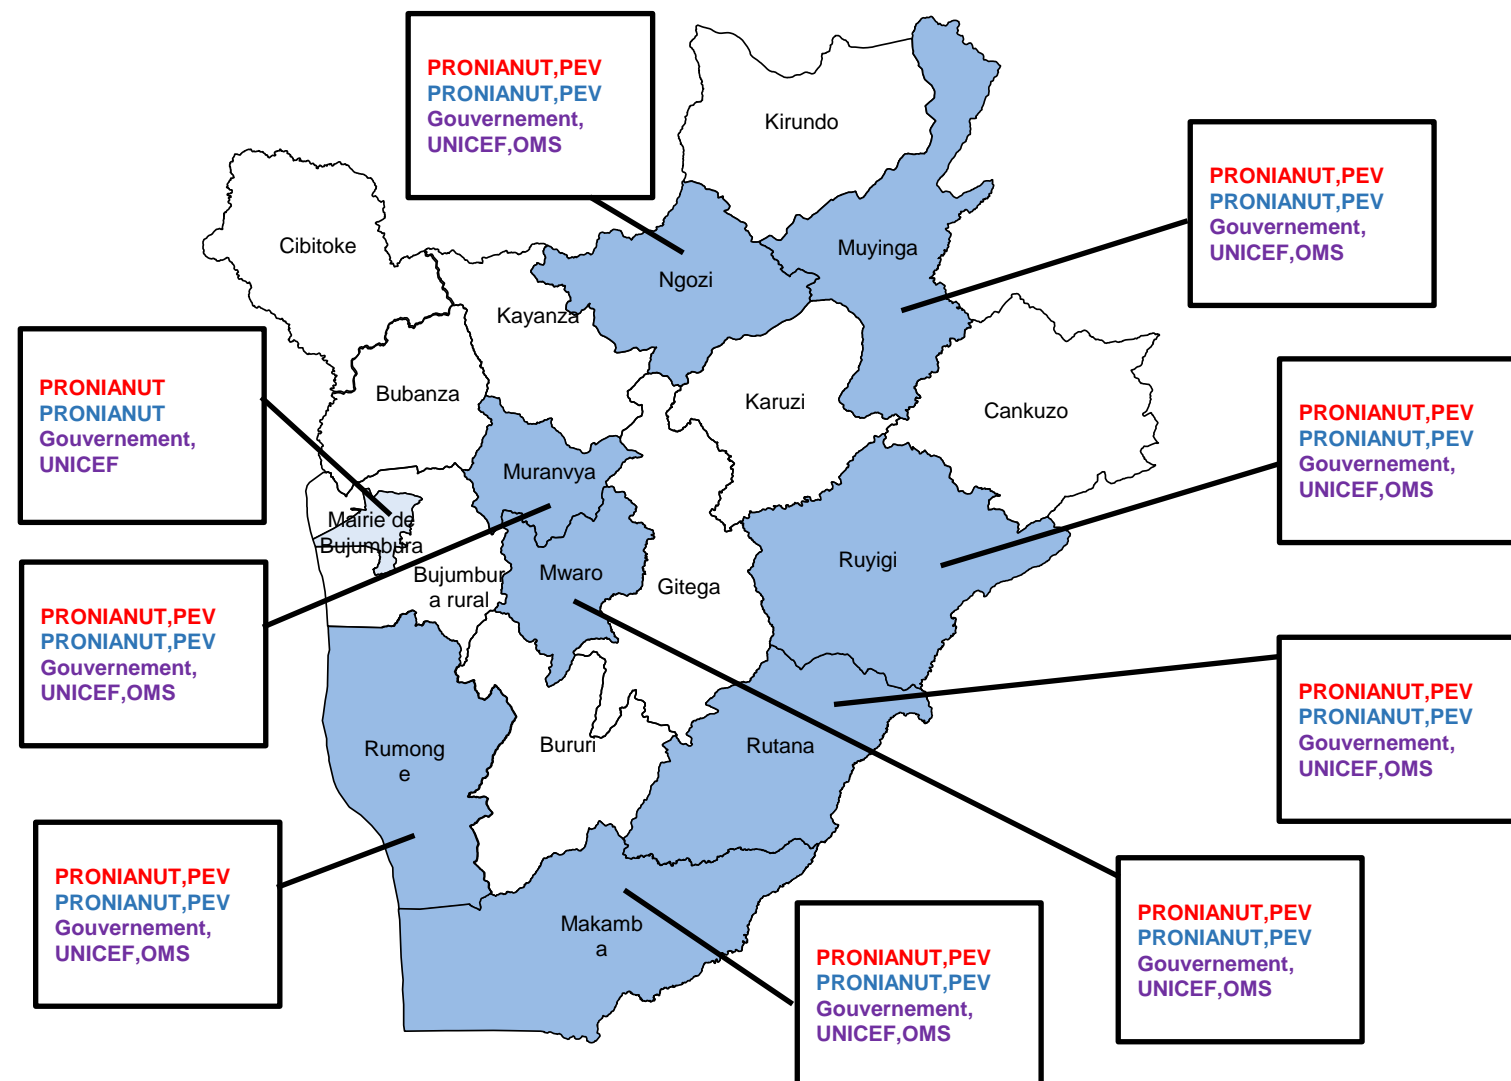 PRONIANUT,PEV
PRONIANUT,PEV
Gouvernement,
UNICEF,OMS
Kirundo
PRONIANUT,PEV
PRONIANUT,PEV
Gouvernement,
UNICEF,OMS
Cibitoke
Muyinga
Ngozi
Kayanza
PRONIANUT
PRONIANUT
Gouvernement,
UNICEF
Bubanza
Karuzi
Cankuzo
PRONIANUT,PEV
PRONIANUT,PEV
Gouvernement,
UNICEF,OMS
Muranvya
Mairie de
Bujumbura
Bujumbur
a rural
Mwaro
Gitega
Ruyigi
PRONIANUT,PEV
PRONIANUT,PEV
Gouvernement,
UNICEF,OMS
PRONIANUT,PEV
PRONIANUT,PEV
Gouvernement,
UNICEF,OMS
Rumong
e
Bururi
Rutana
PRONIANUT,PEV
PRONIANUT,PEV
Gouvernement,
UNICEF,OMS
Makamb
a
PRONIANUT,PEV
PRONIANUT,PEV
Gouvernement,
UNICEF,OMS
PRONIANUT,PEV
PRONIANUT,PEV
Gouvernement,
UNICEF,OMS